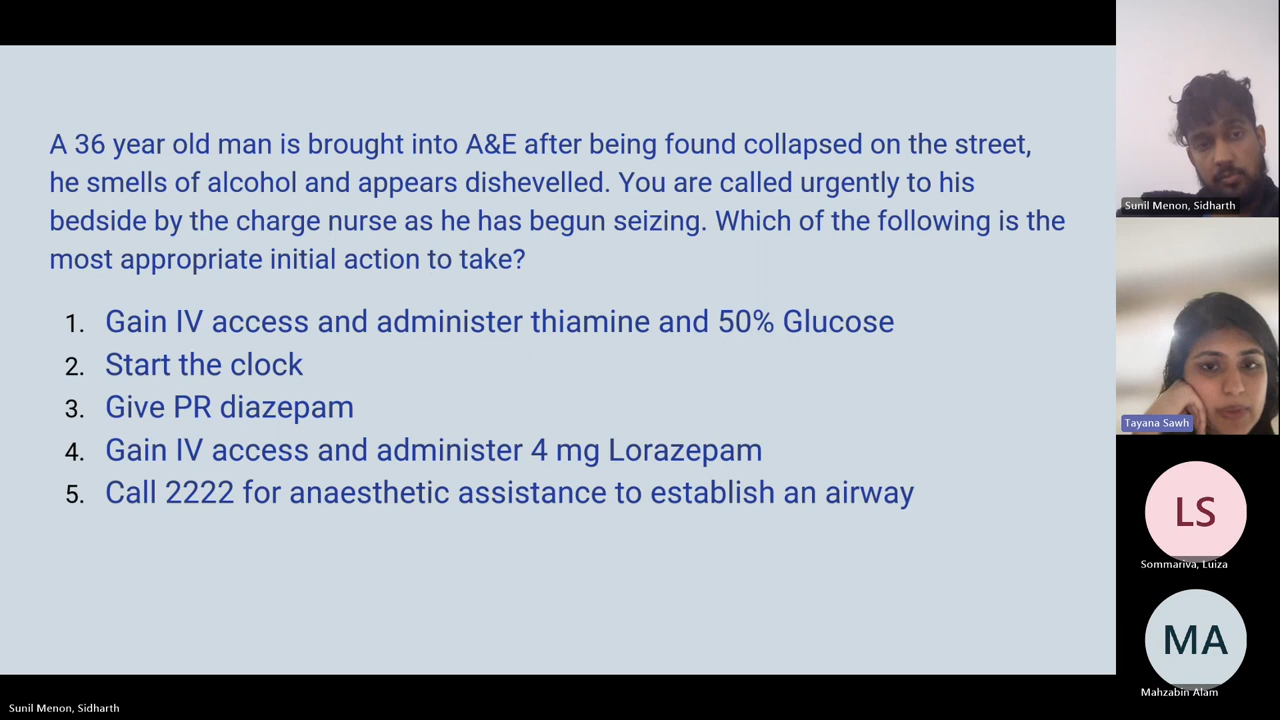 A 36 year old man is brought into A&E after being found collapsed on the street,
he smells of alcohol and appears dishevelled. You are called urgently to his
bedside by the charge nurse as he has begun seizing. Which of the following is the
most appropriate initial action to take?
1. Gain IV access and administer thiamine and 50% Glucose
2. Start the clock
3. Give PR diazepam
4. Gain IV access and administer 4 mg Lorazepam
5. Call 2222 for anaesthetic assistance to establish an airway
Sunil Menon, Sidharth
Tayana Sawh
LS
Sommariva, Luiza
MA
Mahzabin Alam
Sunil Menon, Sidharth